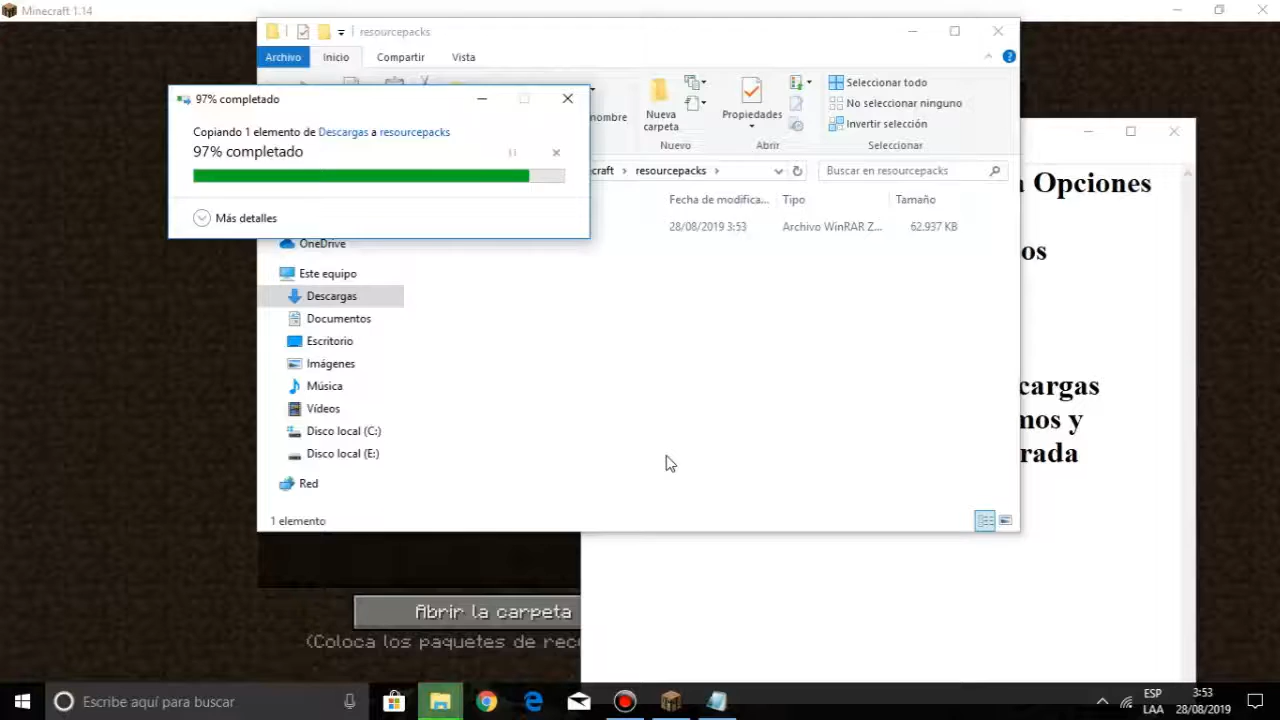 Minecraft 1.14
resourcepacks
Archivo Inicio Compartir Vista
97% completado
Copiando 1 elemento de Descargas a resourcepacks
97% completado
Más detalles
nombre
Nueva carpeta
Nuevo
Propiedades
Abrir
Seleccionar todo
No seleccionar ninguno
Invertir selección
Seleccionar
craft > resourcepacks >
Buscar en resourcepacks
Fecha de modifica... Tipo Tamaño
28/08/2019 3:53 Archivo WinRAR Z... 62.937 KB
OneDrive
Este equipo
Descargas
Documentos
Escritorio
Imágenes
Música
Vídeos
Disco local (C:)
Disco local (E:)
Red
1 elemento
a Opciones
os
cargas
mos y
rada
Abrir la carpeta
(Coloca los paquetes de rec
Escribe aquí para buscar
ESP
LAA
3:53
28/08/2019